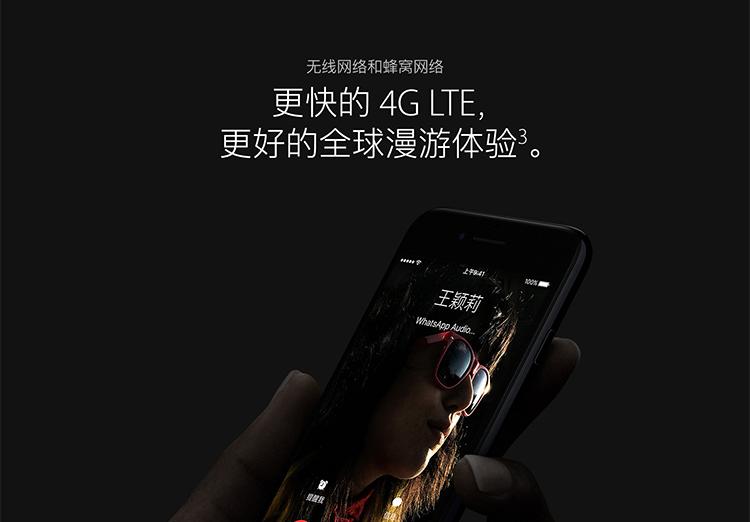 无线网络和蜂窝网络
更快的 4G LTE,
更好的全球漫游体验3。
上午9:41
100%
王颖莉
WhatsApp Audio...
提醒我